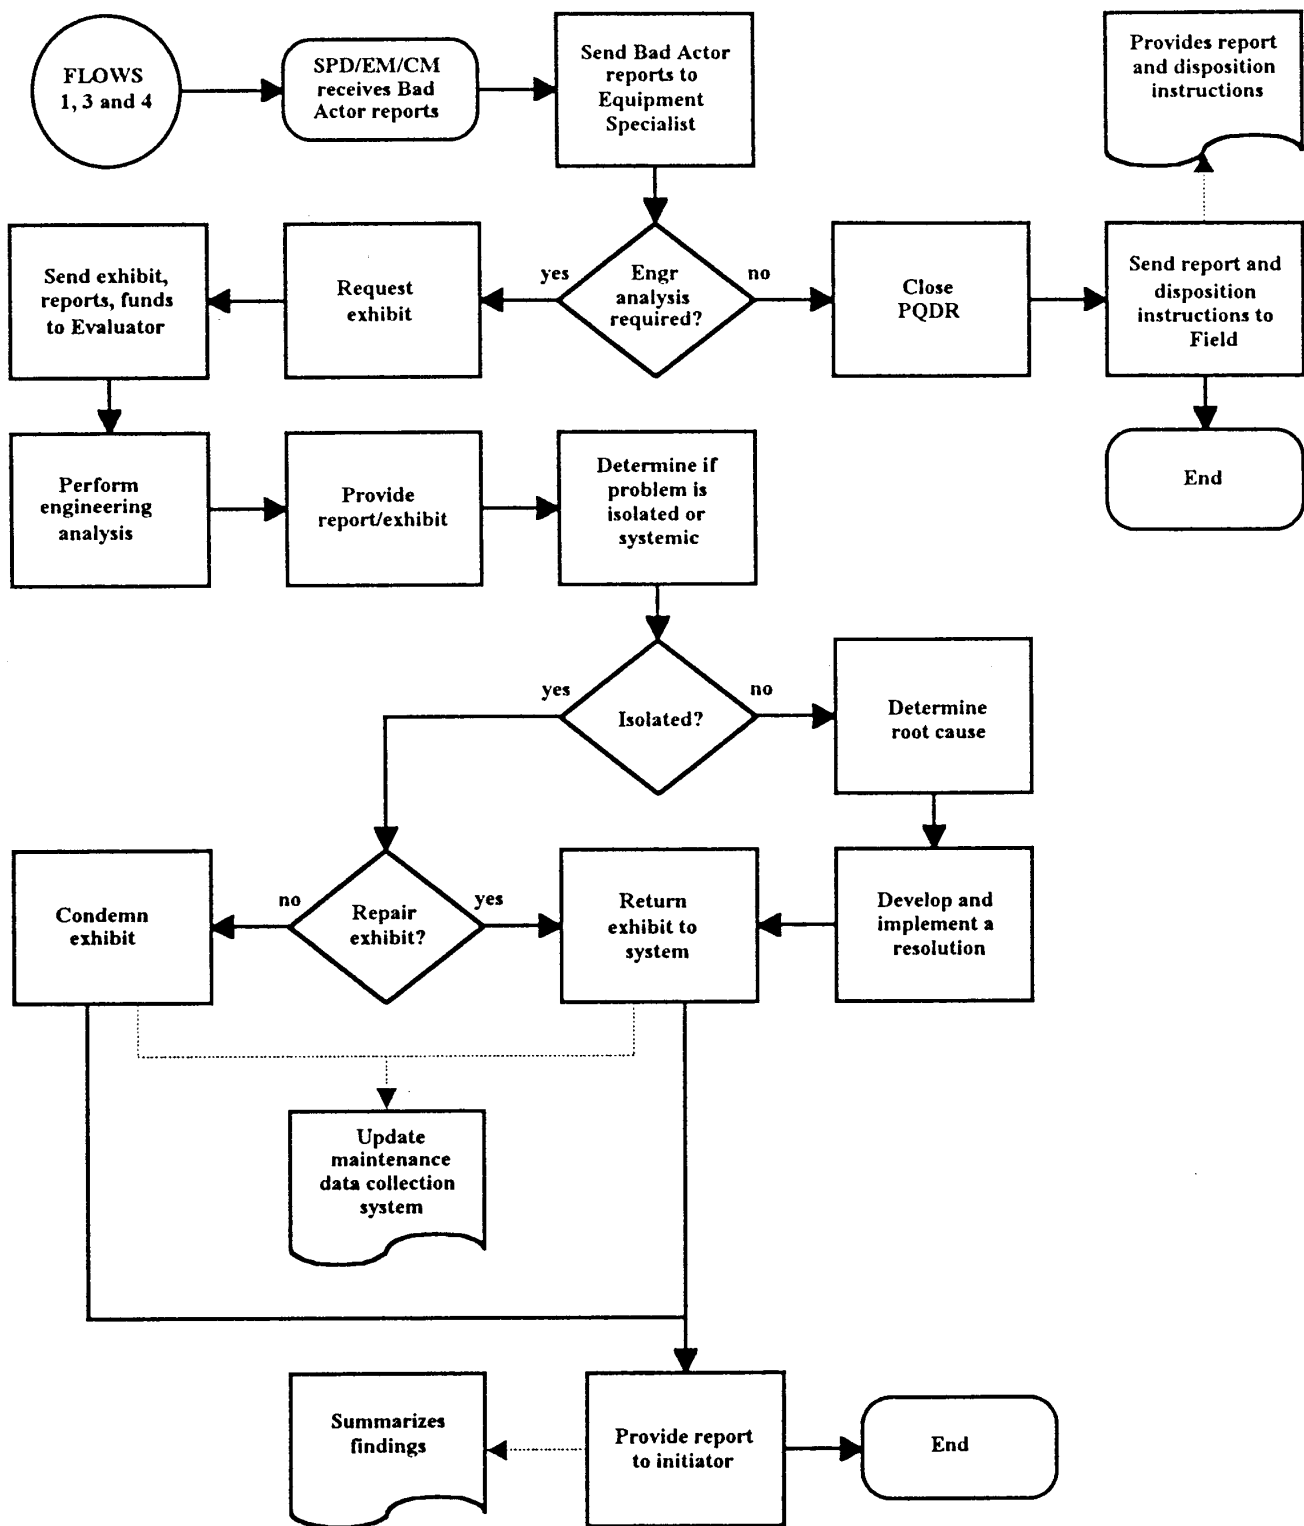 FLOWS
1, 3 and 4
SPD/EM/CM
receives Bad
Actor reports
Send Bad Actor
reports to
Equipment
Specialist
Provides report
and disposition
instructions
Send exhibit,
reports, funds
to Evaluator
Request
exhibit
yes
Engr
analysis
required?
no
Close
PQDR
Send report and
disposition
instructions to
Field
Perform
engineering
analysis
Provide
report/exhibit
Determine if
problem is
isolated or
systemic
End
yes
Isolated?
no
Determine
root cause
Condemn
exhibit
no
Repair
exhibit?
yes
Return
exhibit to
system
Develop and
implement a
resolution
Update
maintenance
data collection
system
Summarizes
findings
Provide report
to initiator
End